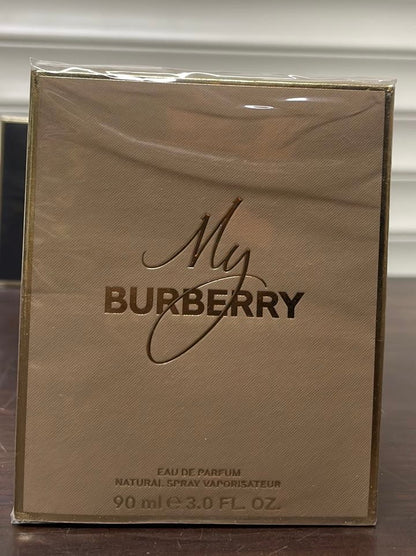 My
BURBERRY
EAU DE PARFUM
NATURAL SPRAY VAPORISATEUR
90 ml e 3.0 FL. OZ.